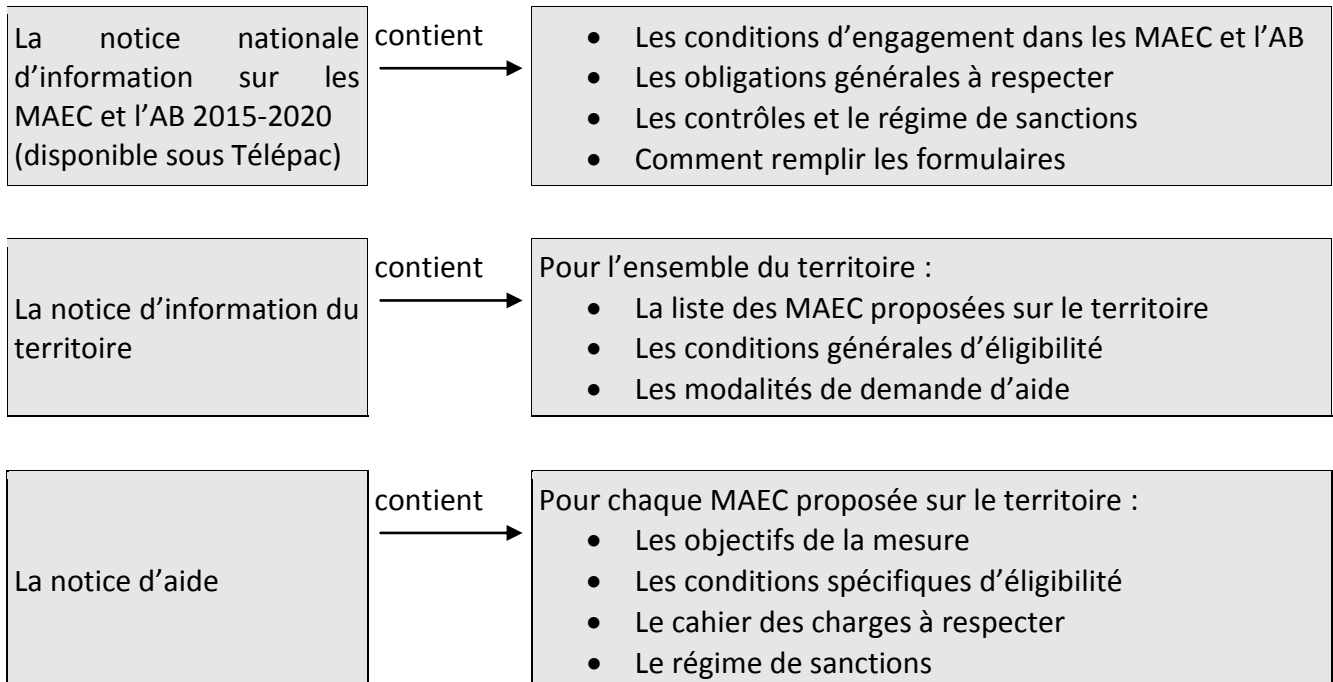 La notice nationale
d’information sur les
MAEC et l’AB 2015-2020
(disponible sous Télépac)
contient
• Les conditions d’engagement dans les MAEC et l’AB
• Les obligations générales à respecter
• Les contrôles et le régime de sanctions
• Comment remplir les formulaires
La notice d’information du
territoire
contient
Pour l’ensemble du territoire :
• La liste des MAEC proposées sur le territoire
• Les conditions générales d’éligibilité
• Les modalités de demande d’aide
La notice d’aide
contient
Pour chaque MAEC proposée sur le territoire :
• Les objectifs de la mesure
• Les conditions spécifiques d’éligibilité
• Le cahier des charges à respecter
• Le régime de sanctions